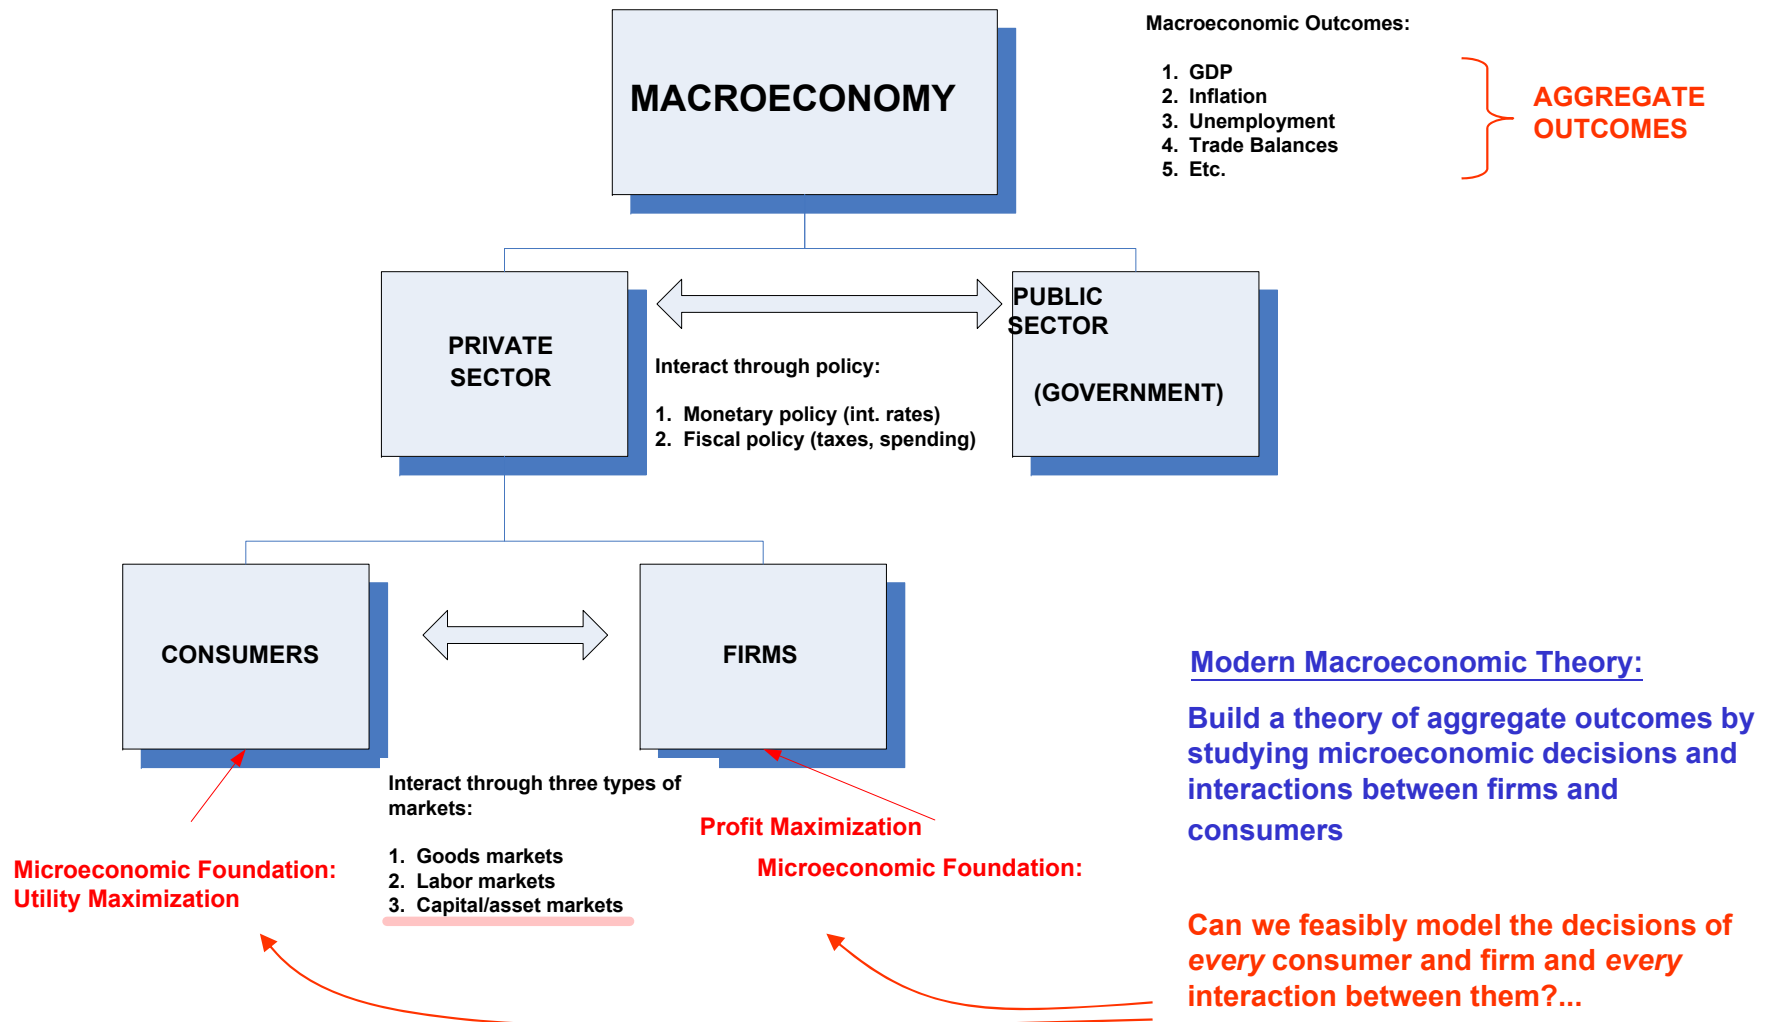 MACROECONOMY
Macroeconomic Outcomes:
1. GDP
2. Inflation
3. Unemployment
4. Trade Balances
5. Etc.
AGGREGATE
OUTCOMES
PRIVATE
SECTOR
Interact through policy:
1. Monetary policy (int. rates)
2. Fiscal policy (taxes, spending)
PUBLIC
SECTOR
(GOVERNMENT)
CONSUMERS
FIRMS
Interact through three types of
markets:
1. Goods markets
2. Labor markets
3. Capital/asset markets
Microeconomic Foundation:
Utility Maximization
Profit Maximization
Microeconomic Foundation:
Modern Macroeconomic Theory:
Build a theory of aggregate outcomes by
studying microeconomic decisions and
interactions between firms and
consumers
Can we feasibly model the decisions of
every consumer and firm and every
interaction between them?...